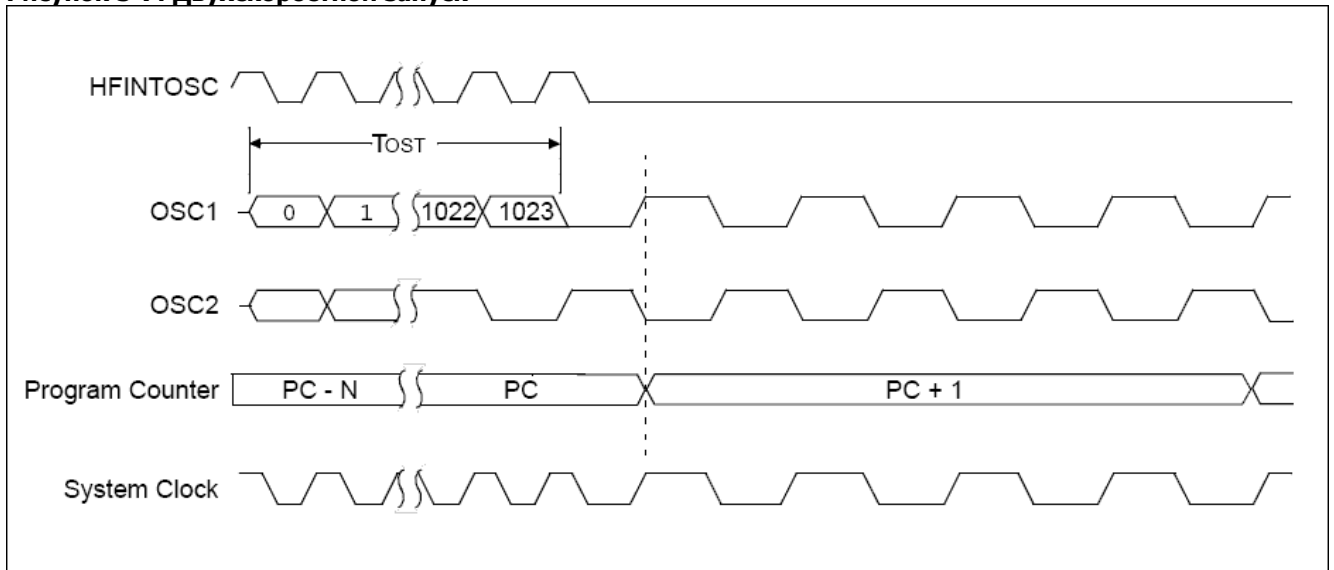 HFINTOSC
TOST
OSC1 0 1 1022 1023
OSC2
Program Counter PC - N PC PC + 1
System Clock